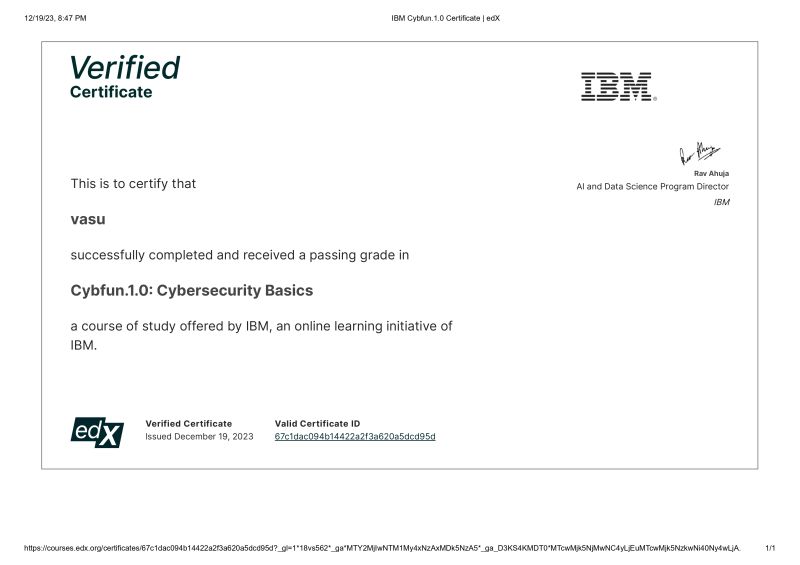 12/19/23, 8:47 PM IBM Cybfun.1.0 Certificate | edX
Verified
Certificate
IBM®
Rav Ahuja
AI and Data Science Program Director
IBM
This is to certify that
vasu
successfully completed and received a passing grade in
Cybfun.1.0: Cybersecurity Basics
a course of study offered by IBM, an online learning initiative of
IBM.
edX
Verified Certificate Valid Certificate ID
Issued December 19, 2023 67c1dac094b14422a2f3a620a5dcd95d
https://courses.edx.org/certificates/67c1dac094b14422a2f3a620a5dcd95d?_gl=1*18vs562*_ga*MTY2MjIwNTM1My4xNzAxMDk5NzA5*_ga_D3KS4KMDT0*MTcwMjk5NjMwNC4yLjEuMTcwMjk5NzkwNi40Ny4wLjA. 1/1